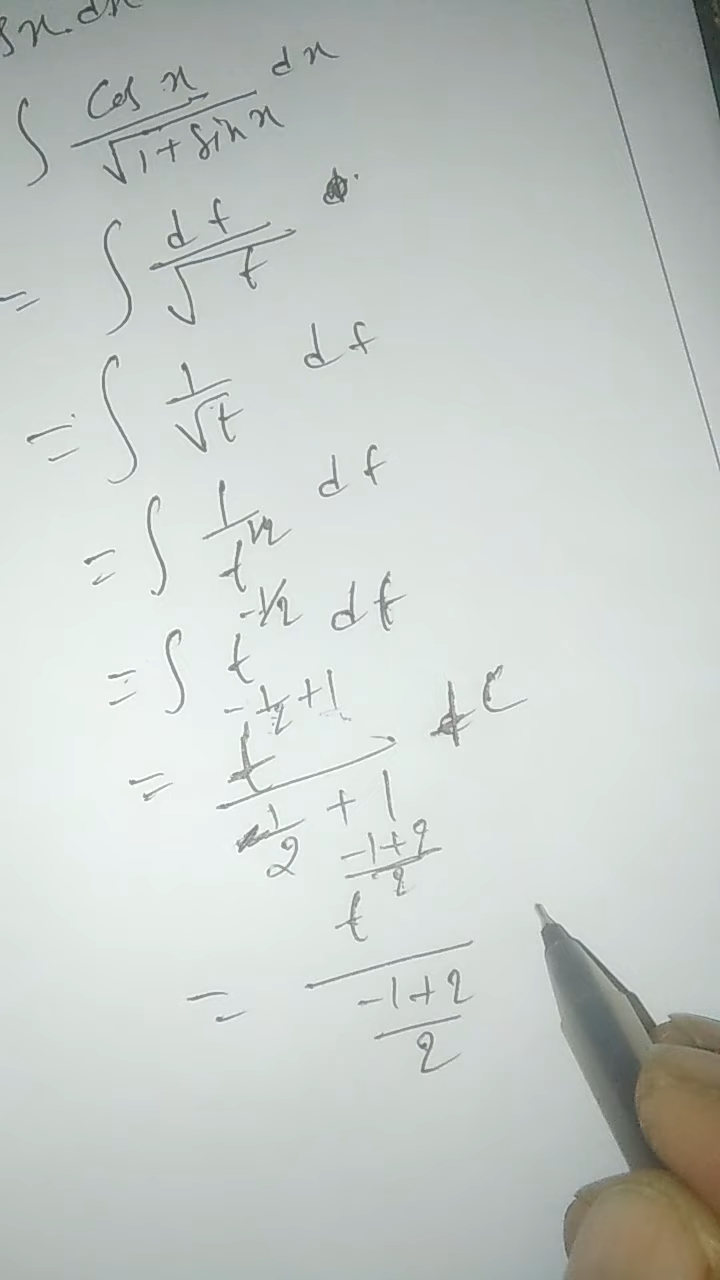 ∫ cos x / √1 + sin x dx
= ∫ dt / √t
= ∫ 1 / √t dt
= ∫ 1 / t^1/2 dt
= ∫ t^-1/2 dt
= t^-1/2+1 / -1/2 + 1 + C
= t^-1+2/2 / -1+2/2